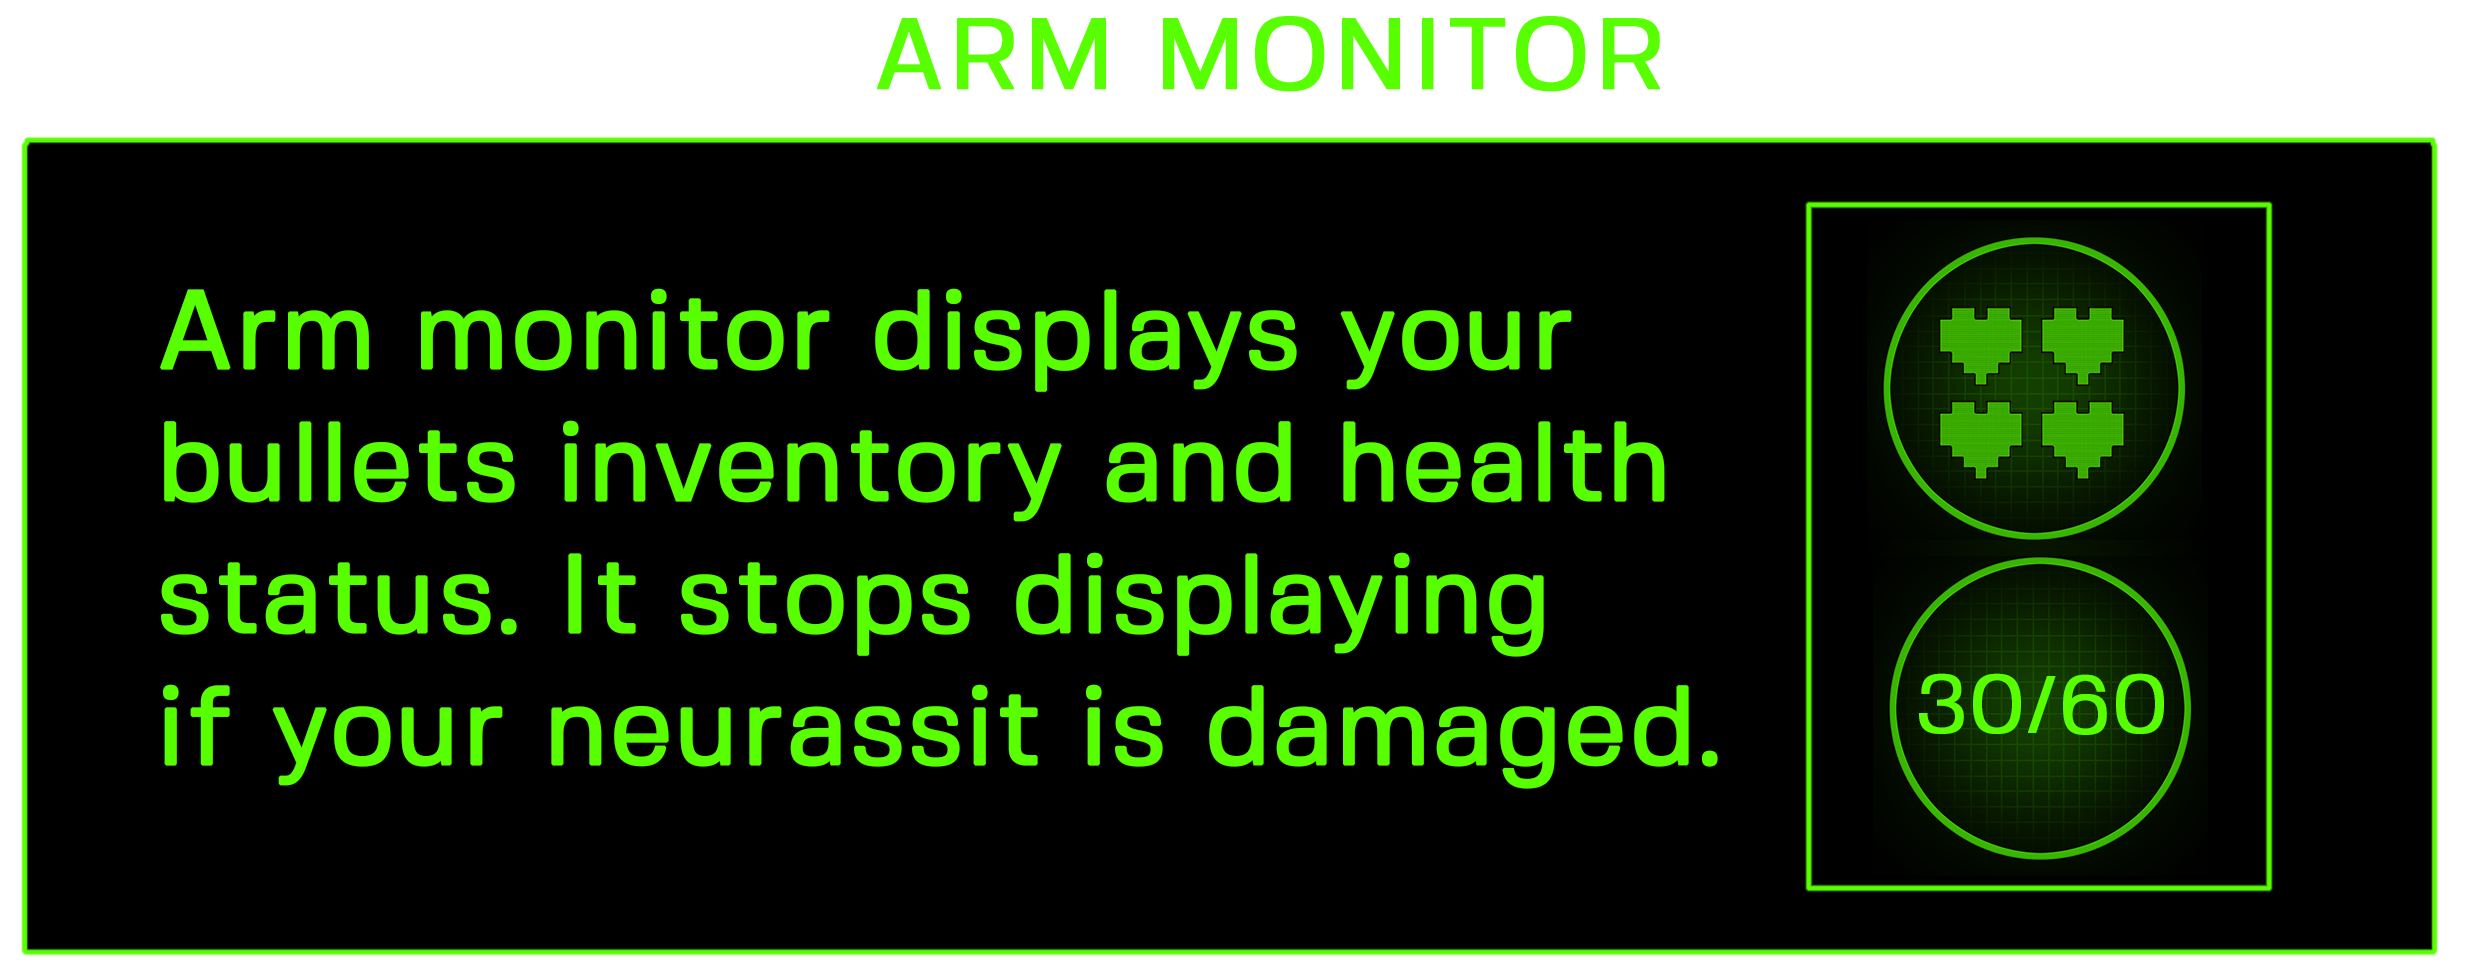 ARM MONITOR
Arm monitor displays your
bullets inventory and health
status. It stops displaying
if your neurassit is damaged.
30/60